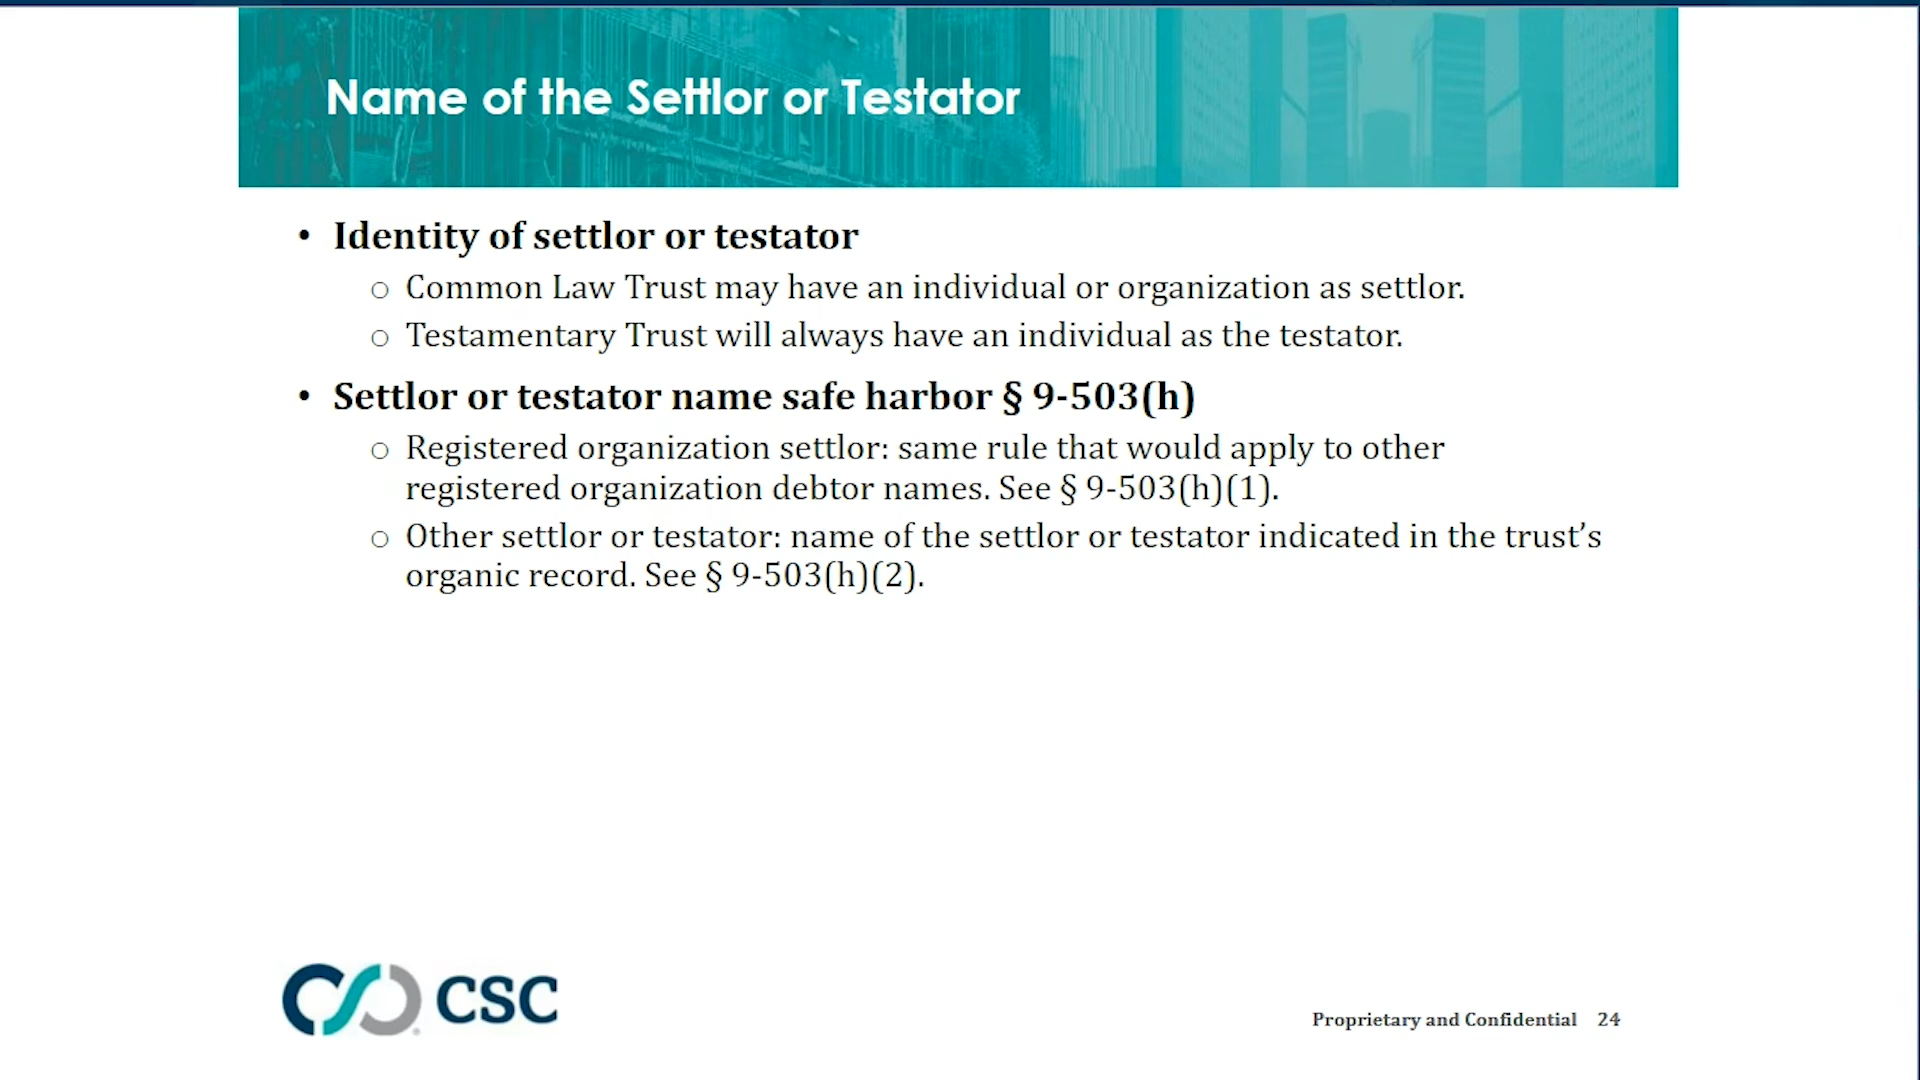 Name of the Settlor or Testator
• Identity of settlor or testator
○ Common Law Trust may have an individual or organization as settlor.
○ Testamentary Trust will always have an individual as the testator.
• Settlor or testator name safe harbor § 9-503(h)
○ Registered organization settlor: same rule that would apply to other
registered organization debtor names. See § 9-503(h)(1).
○ Other settlor or testator: name of the settlor or testator indicated in the trust’s
organic record. See § 9-503(h)(2).
CSC
Proprietary and Confidential 24